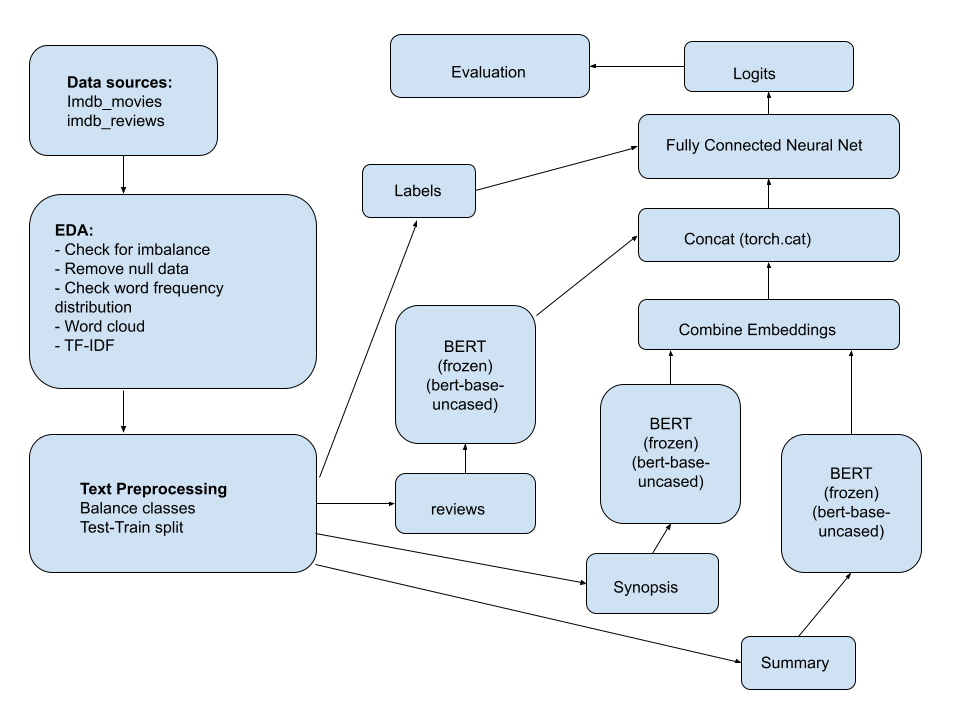 Data sources:
Imdb_movies
imdb_reviews
EDA:
- Check for imbalance
- Remove null data
- Check word frequency
distribution
- Word cloud
- TF-IDF
Text Preprocessing
Balance classes
Test-Train split
Labels
reviews
BERT
(frozen)
(bert-base-
uncased)
Synopsis
BERT
(frozen)
(bert-base-
uncased)
Summary
BERT
(frozen)
(bert-base-
uncased)
Combine Embeddings
Concat (torch.cat)
Fully Connected Neural Net
Logits
Evaluation